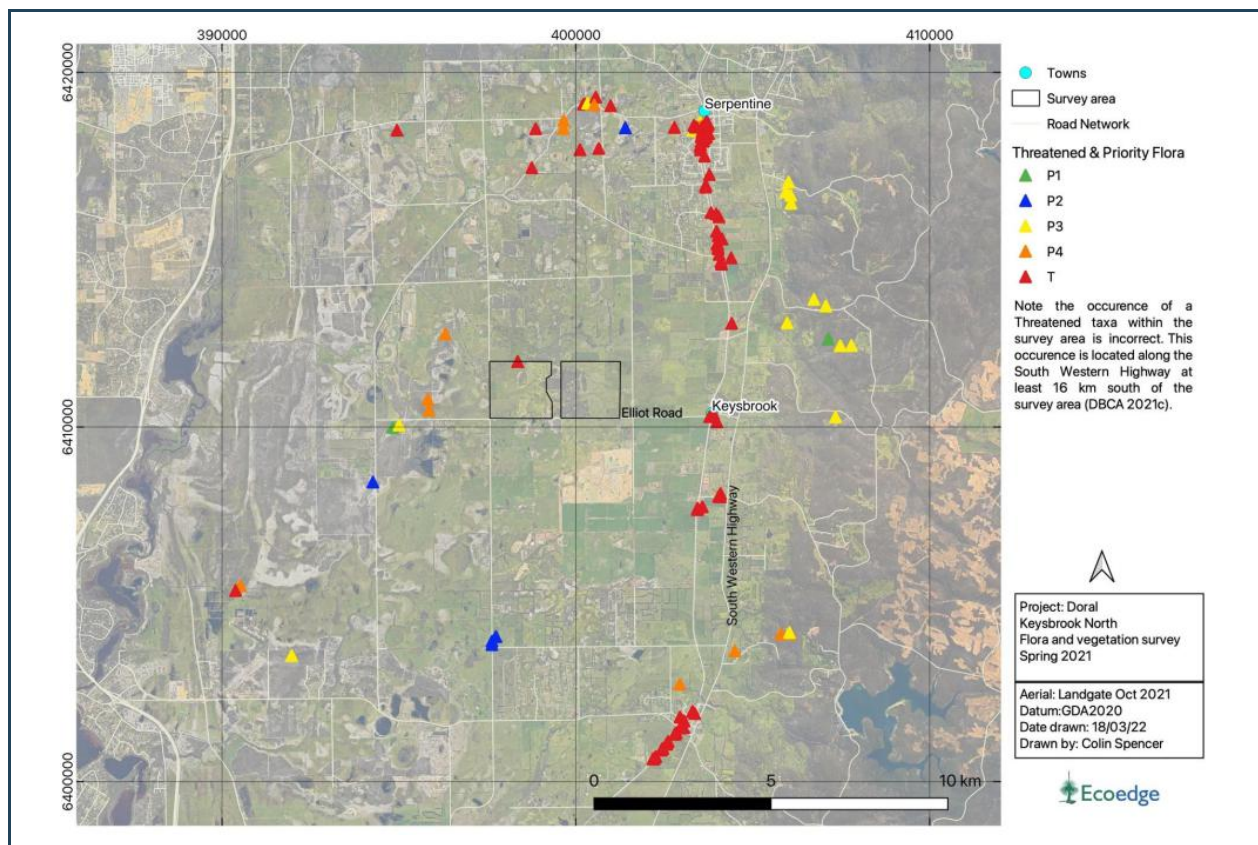 390000
400000
410000
6420000
6410000
6400000
Serpentine
Keysbrook
Elliot Road
South Western Highway
0
5
10 km
Towns
Survey area
Road Network
Threatened & Priority Flora
P1
P2
P3
P4
T
Note the occurence of a
Threatened taxa within the
survey area is incorrect. This
occurence is located along the
South Western Highway at
least 16 km south of the
survey area (DBCA 2021c).
Project: Doral
Keysbrook North
Flora and vegetation survey
Spring 2021
Aerial: Landgate Oct 2021
Datum:GDA2020
Date drawn: 18/03/22
Drawn by: Colin Spencer
Ecoedge